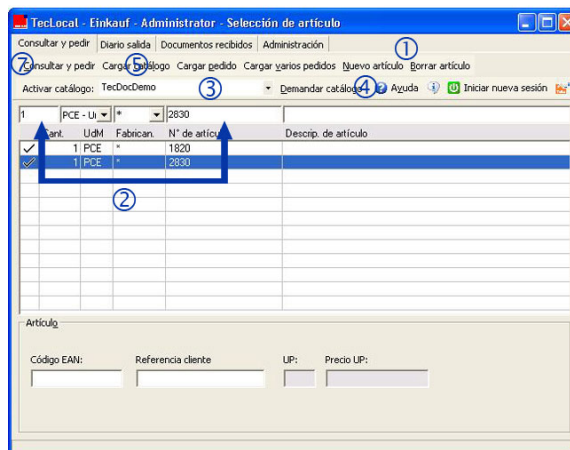 TecLocal - Einkauf - Administrator - Selección de artículo
Consultar y pedir Diario salida Documentos recibidos Administración
1
7 Consultar y pedir 5 Cargar catálogo Cargar pedido Cargar varios pedidos Nuevo artículo Borrar artículo
Activar catálogo: TecDocDemo 3 Demandar catálogo 4 Ayuda Iniciar nueva sesión
1 PCE - Ui * 2830
Cant. UdM Fabrican. N° de artículo Descrip. de artículo
1 PCE * 1820
1 PCE * 2830
2
Artículo
Código EAN: Referencia cliente UP: Precio UP: